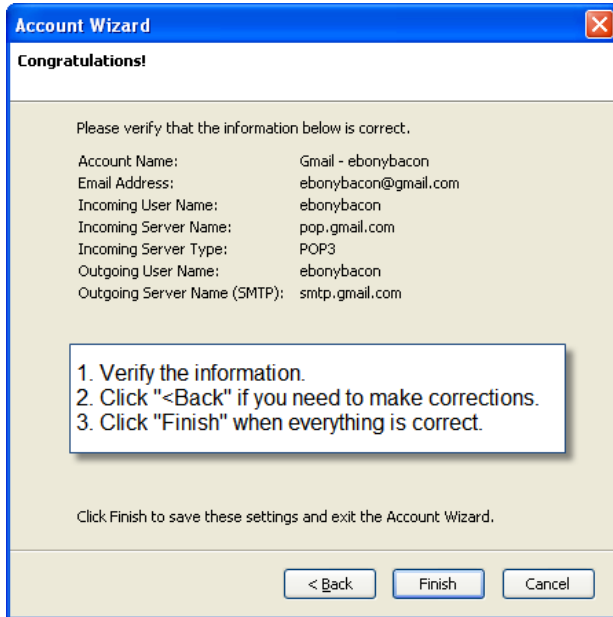 Account Wizard
Congratulations!
Please verify that the information below is correct.
Account Name: Gmail - ebonybacon
Email Address: ebonybacon@gmail.com
Incoming User Name: ebonybacon
Incoming Server Name: pop.gmail.com
Incoming Server Type: POP3
Outgoing User Name: ebonybacon
Outgoing Server Name (SMTP): smtp.gmail.com
1. Verify the information.
2. Click "<Back" if you need to make corrections.
3. Click "Finish" when everything is correct.
Click Finish to save these settings and exit the Account Wizard.
< Back Finish Cancel